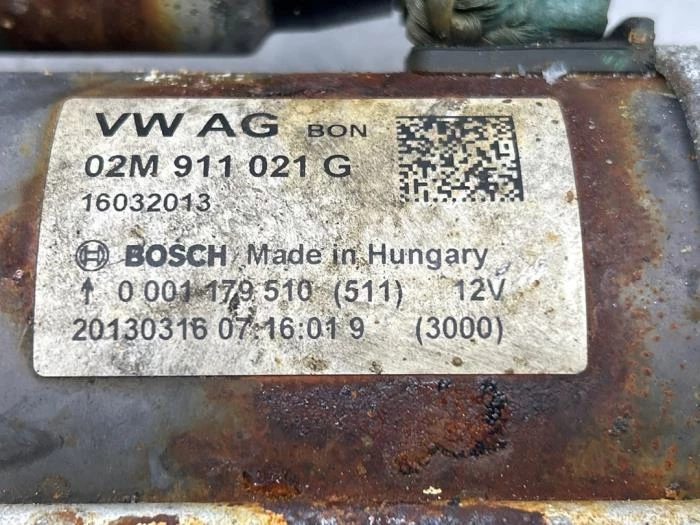 VW AG BON
02M 911 021 G
16032013
BOSCH Made in Hungary
0 001 179 510 (511) 12V
20130316 07:16:01 9 (3000)